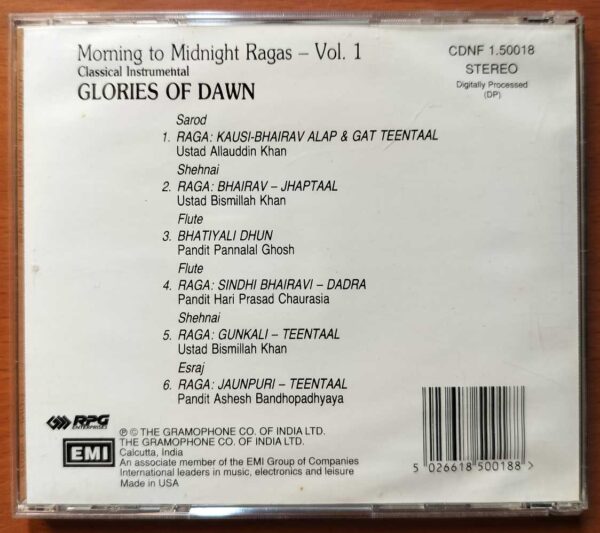 Morning to Midnight Ragas – Vol. 1
Classical Instrumental
GLORIES OF DAWN
CDNF 1.50018
STEREO
Digitally Processed
(DP)
Sarod
1. RAGA: KAUSI-BHAIRAV ALAP & GAT TEENTAAL
Ustad Allauddin Khan
Shehnai
2. RAGA: BHAIRAV – JHAPTAAL
Ustad Bismillah Khan
Flute
3. BHATIYALI DHUN
Pandit Pannalal Ghosh
Flute
4. RAGA: SINDHI BHAIRAVI – DADRA
Pandit Hari Prasad Chaurasia
Shehnai
5. RAGA: GUNKALI – TEENTAAL
Ustad Bismillah Khan
Esraj
6. RAGA: JAUNPURI – TEENTAAL
Pandit Ashesh Bandhopadhyaya
RPG
ENTERPRISES
EMI
℗ © THE GRAMOPHONE CO. OF INDIA LTD.
THE GRAMOPHONE CO. OF INDIA LTD.
Calcutta, India
An associate member of the EMI Group of Companies
International leaders in music, electronics and leisure
Made in USA
5 026618 500188 >